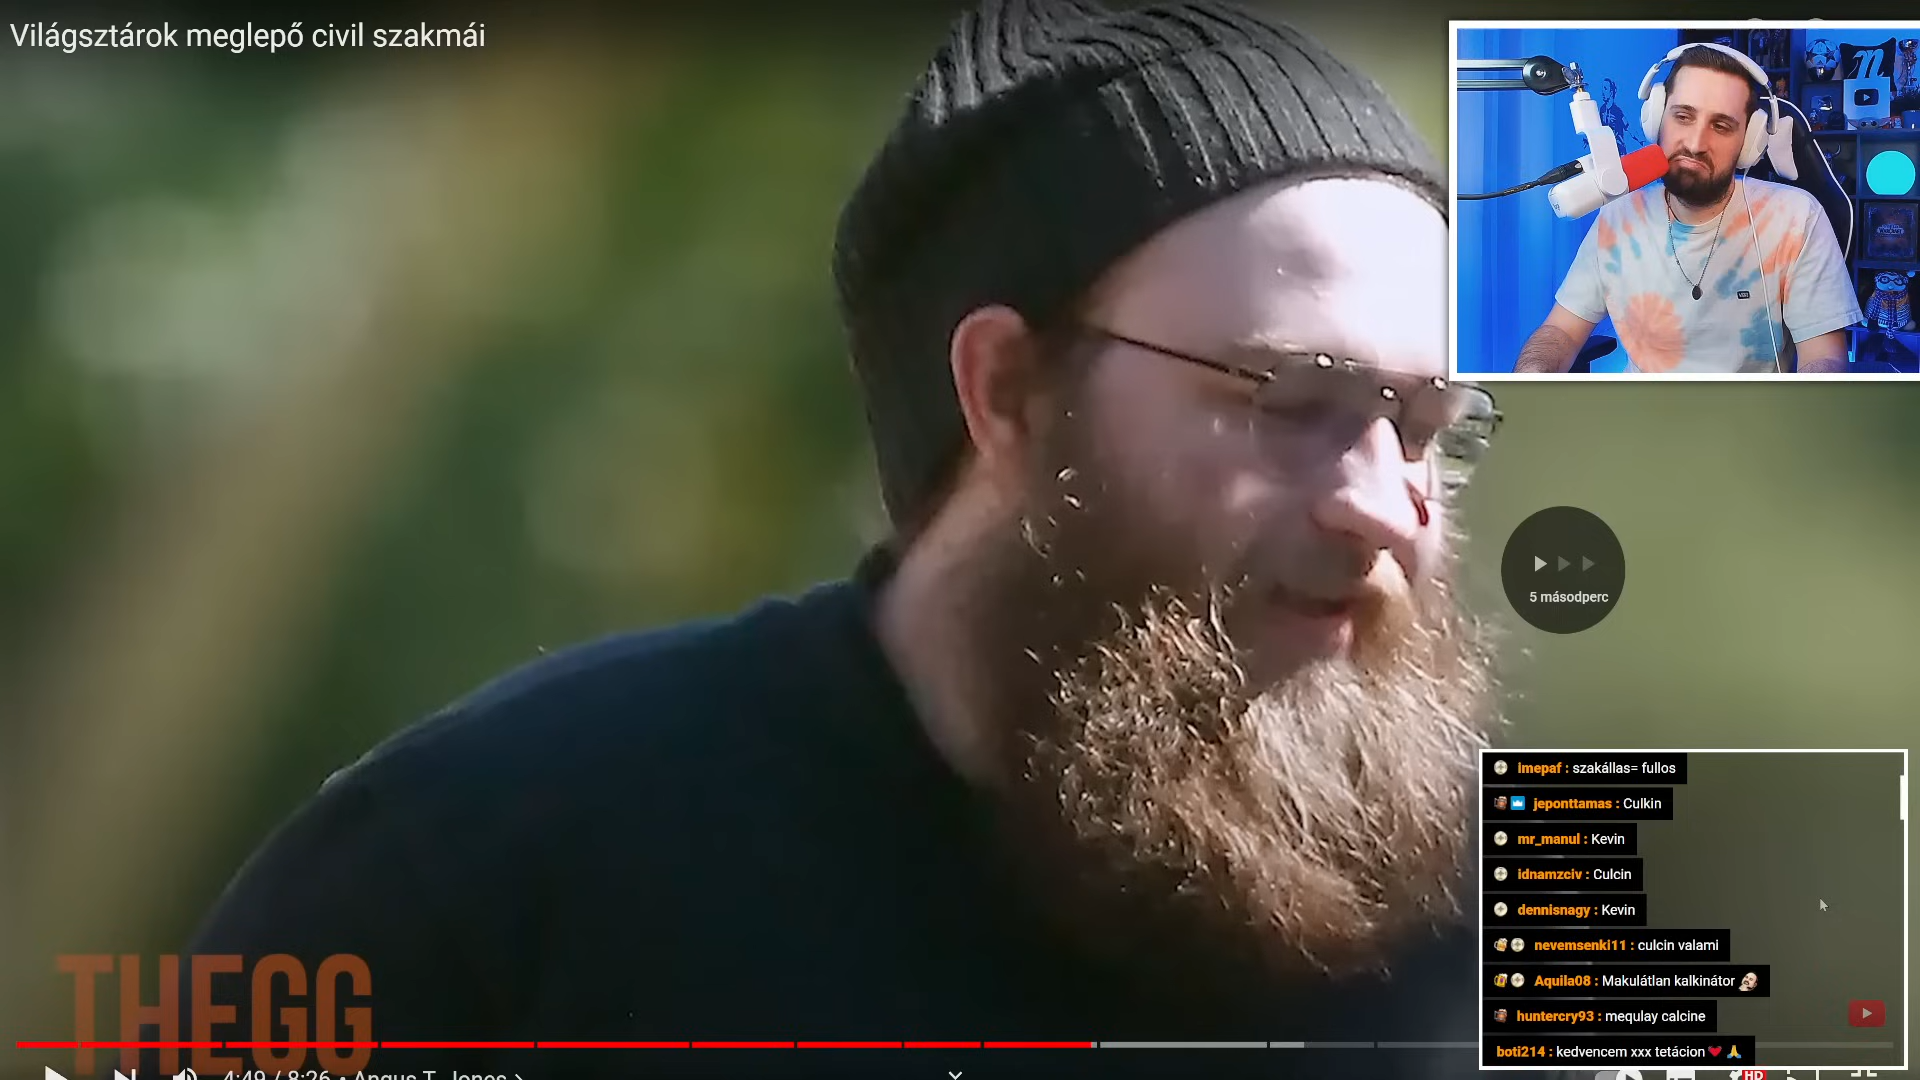 Világsztárok meglepő civil szakmái
5 másodperc
imepaf : szakállas= fullos
jeponttamas : Culkin
mr_manul : Kevin
idnamzciv : Culcin
dennisnagy : Kevin
nevemsenki11 : culcin valami
Aquila08 : Makulátlan kalkinátor
huntercry93 : mequlay calcine
boti214 : kedvencem xxx tetácion
THEGG
4:49 / 8:26 • Angus T. Jones
HD